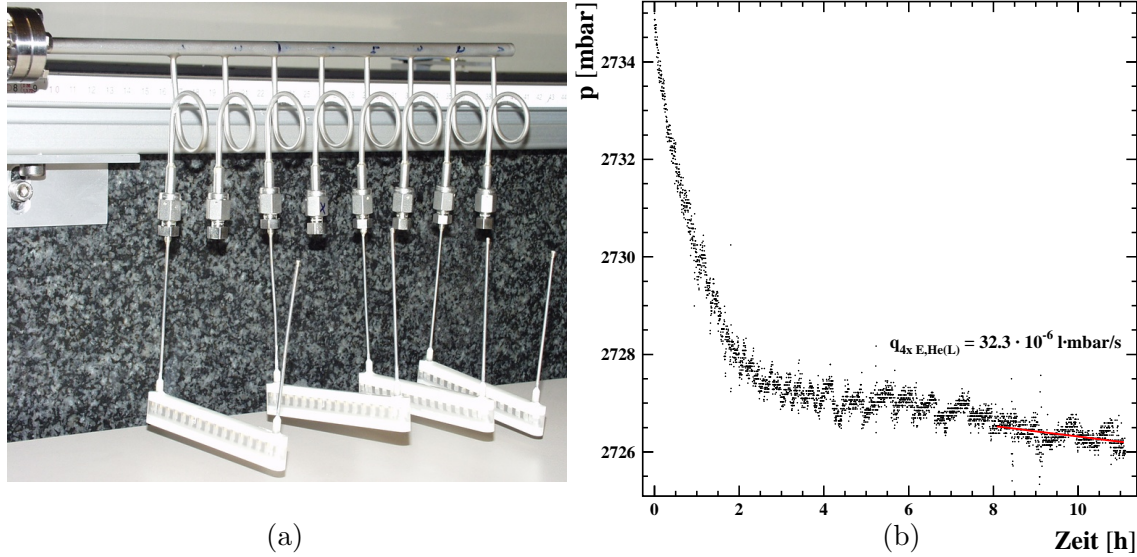 p [mbar]
2734
2732
2730
2728
2726
q4x E,He(L) = 32.3 · 10-6 l·mbar/s
0 2 4 6 8 10
Zeit [h]
(a) (b)